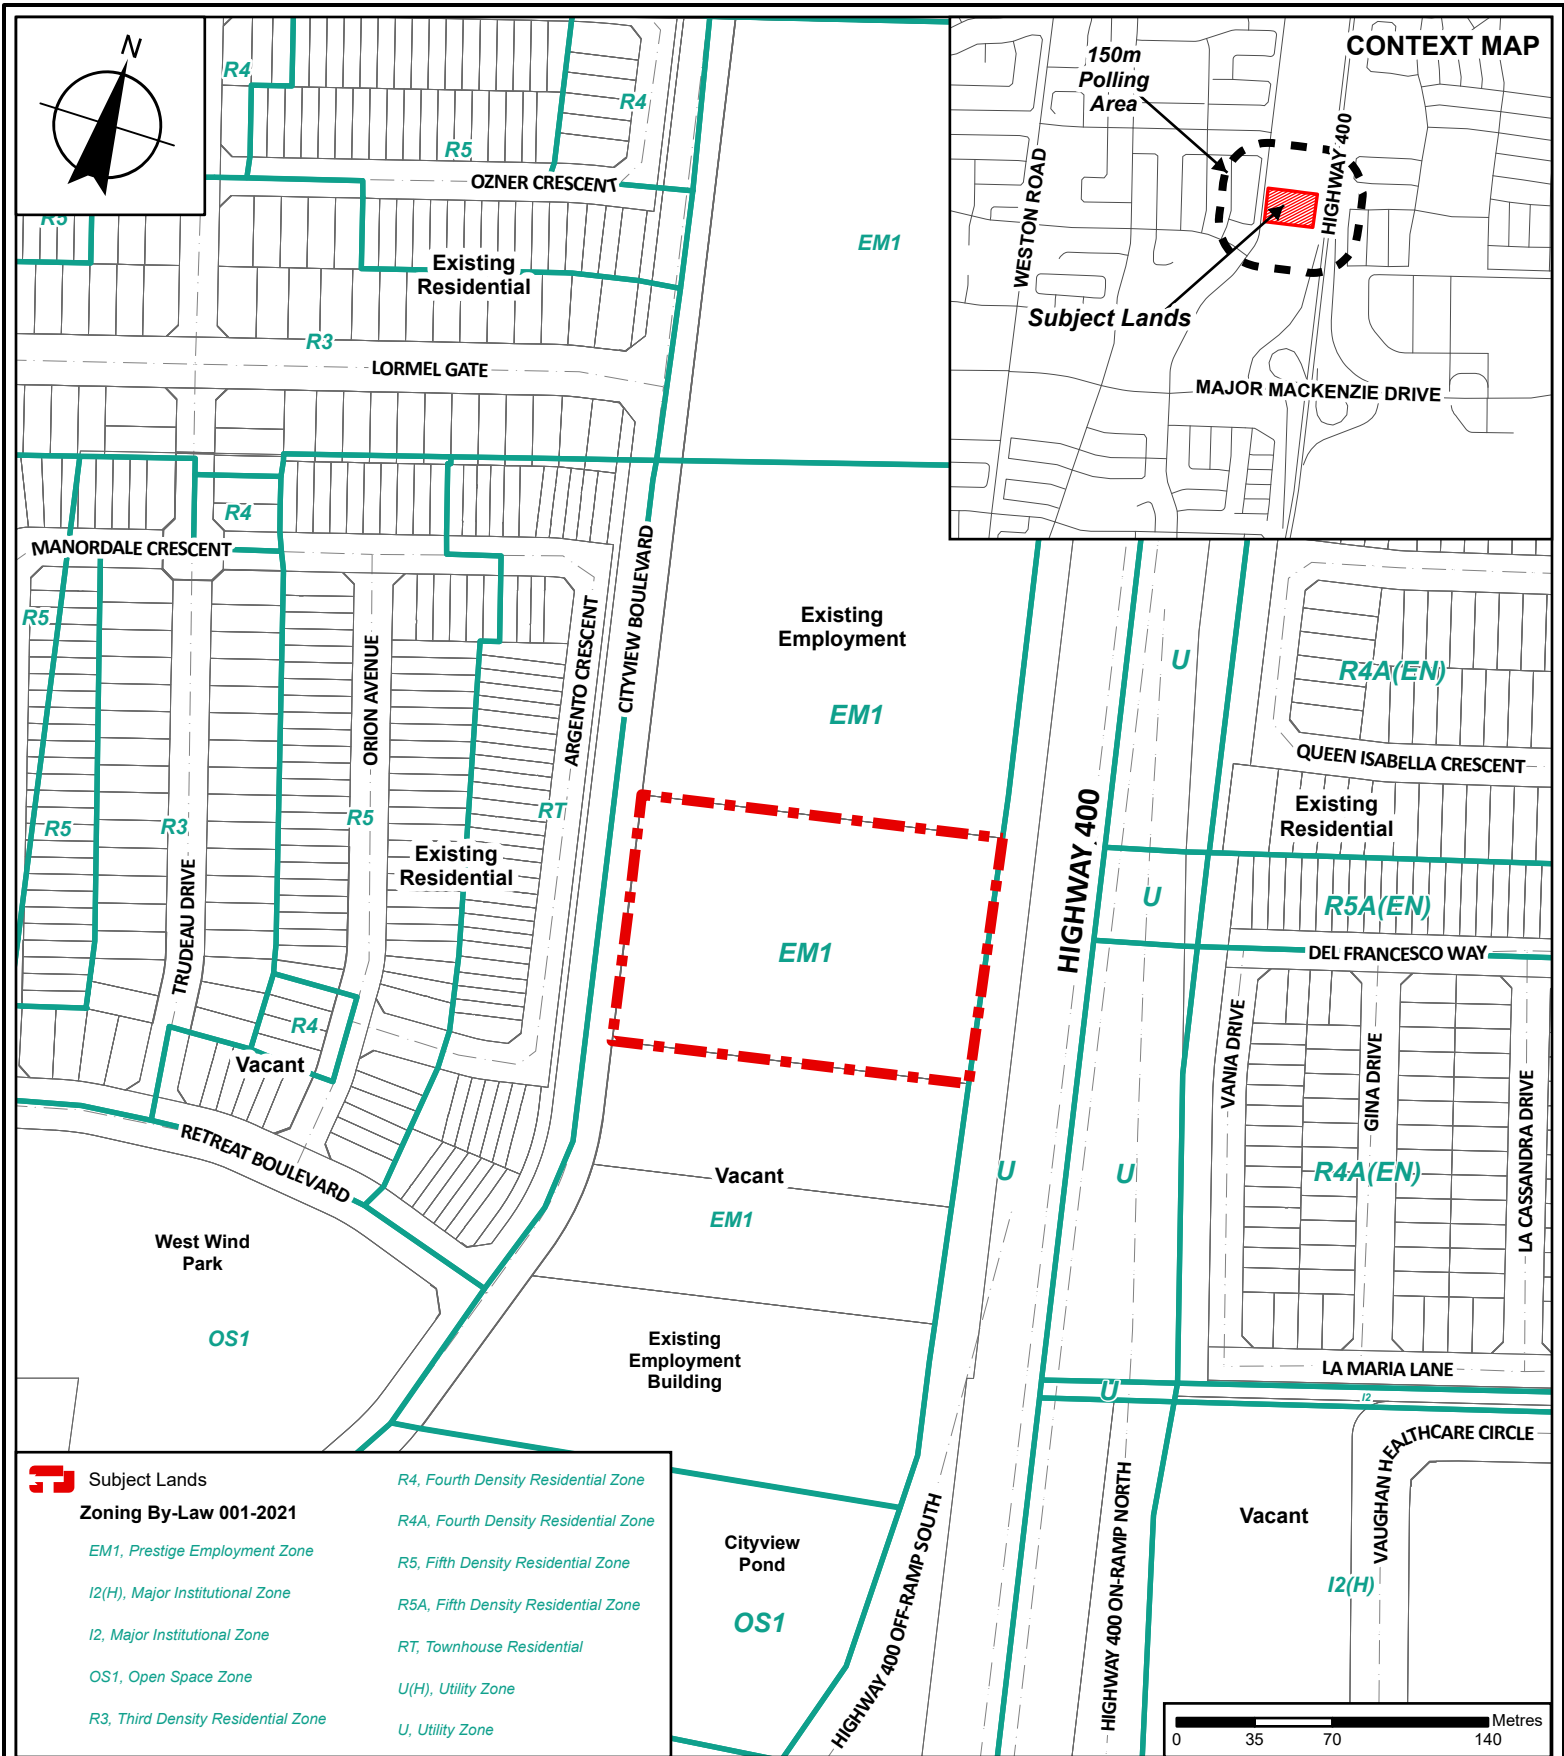 N
CONTEXT MAP
150m
Polling
Area
WESTON ROAD
HIGHWAY 400
Subject Lands
MAJOR MACKENZIE DRIVE
R4
R4
R5
OZNER CRESCENT
R5
Existing
Residential
EM1
R3
LORMEL GATE
R4
MANORDALE CRESCENT
CITYVIEW BOULEVARD
ARGENTO CRESCENT
ORION AVENUE
TRUDEAU DRIVE
R5
R5
R3
R5
RT
Existing
Residential
R4
Vacant
RETREAT BOULEVARD
West Wind
Park
OS1
Existing
Employment
EM1
EM1
Vacant
EM1
Existing
Employment
Building
Cityview
Pond
OS1
HIGHWAY 400
U
U
U
U
U
HIGHWAY 400 OFF-RAMP SOUTH
HIGHWAY 400 ON-RAMP NORTH
R4A(EN)
QUEEN ISABELLA CRESCENT
Existing
Residential
R5A(EN)
DEL FRANCESCO WAY
VANIA DRIVE
GINA DRIVE
LA CASSANDRA DRIVE
R4A(EN)
LA MARIA LANE
I2
VAUGHAN HEALTHCARE CIRCLE
Vacant
I2(H)
Subject Lands
Zoning By-Law 001-2021
EM1, Prestige Employment Zone
I2(H), Major Institutional Zone
I2, Major Institutional Zone
OS1, Open Space Zone
R3, Third Density Residential Zone
R4, Fourth Density Residential Zone
R4A, Fourth Density Residential Zone
R5, Fifth Density Residential Zone
R5A, Fifth Density Residential Zone
RT, Townhouse Residential
U(H), Utility Zone
U, Utility Zone
Metres
0 35 70 140